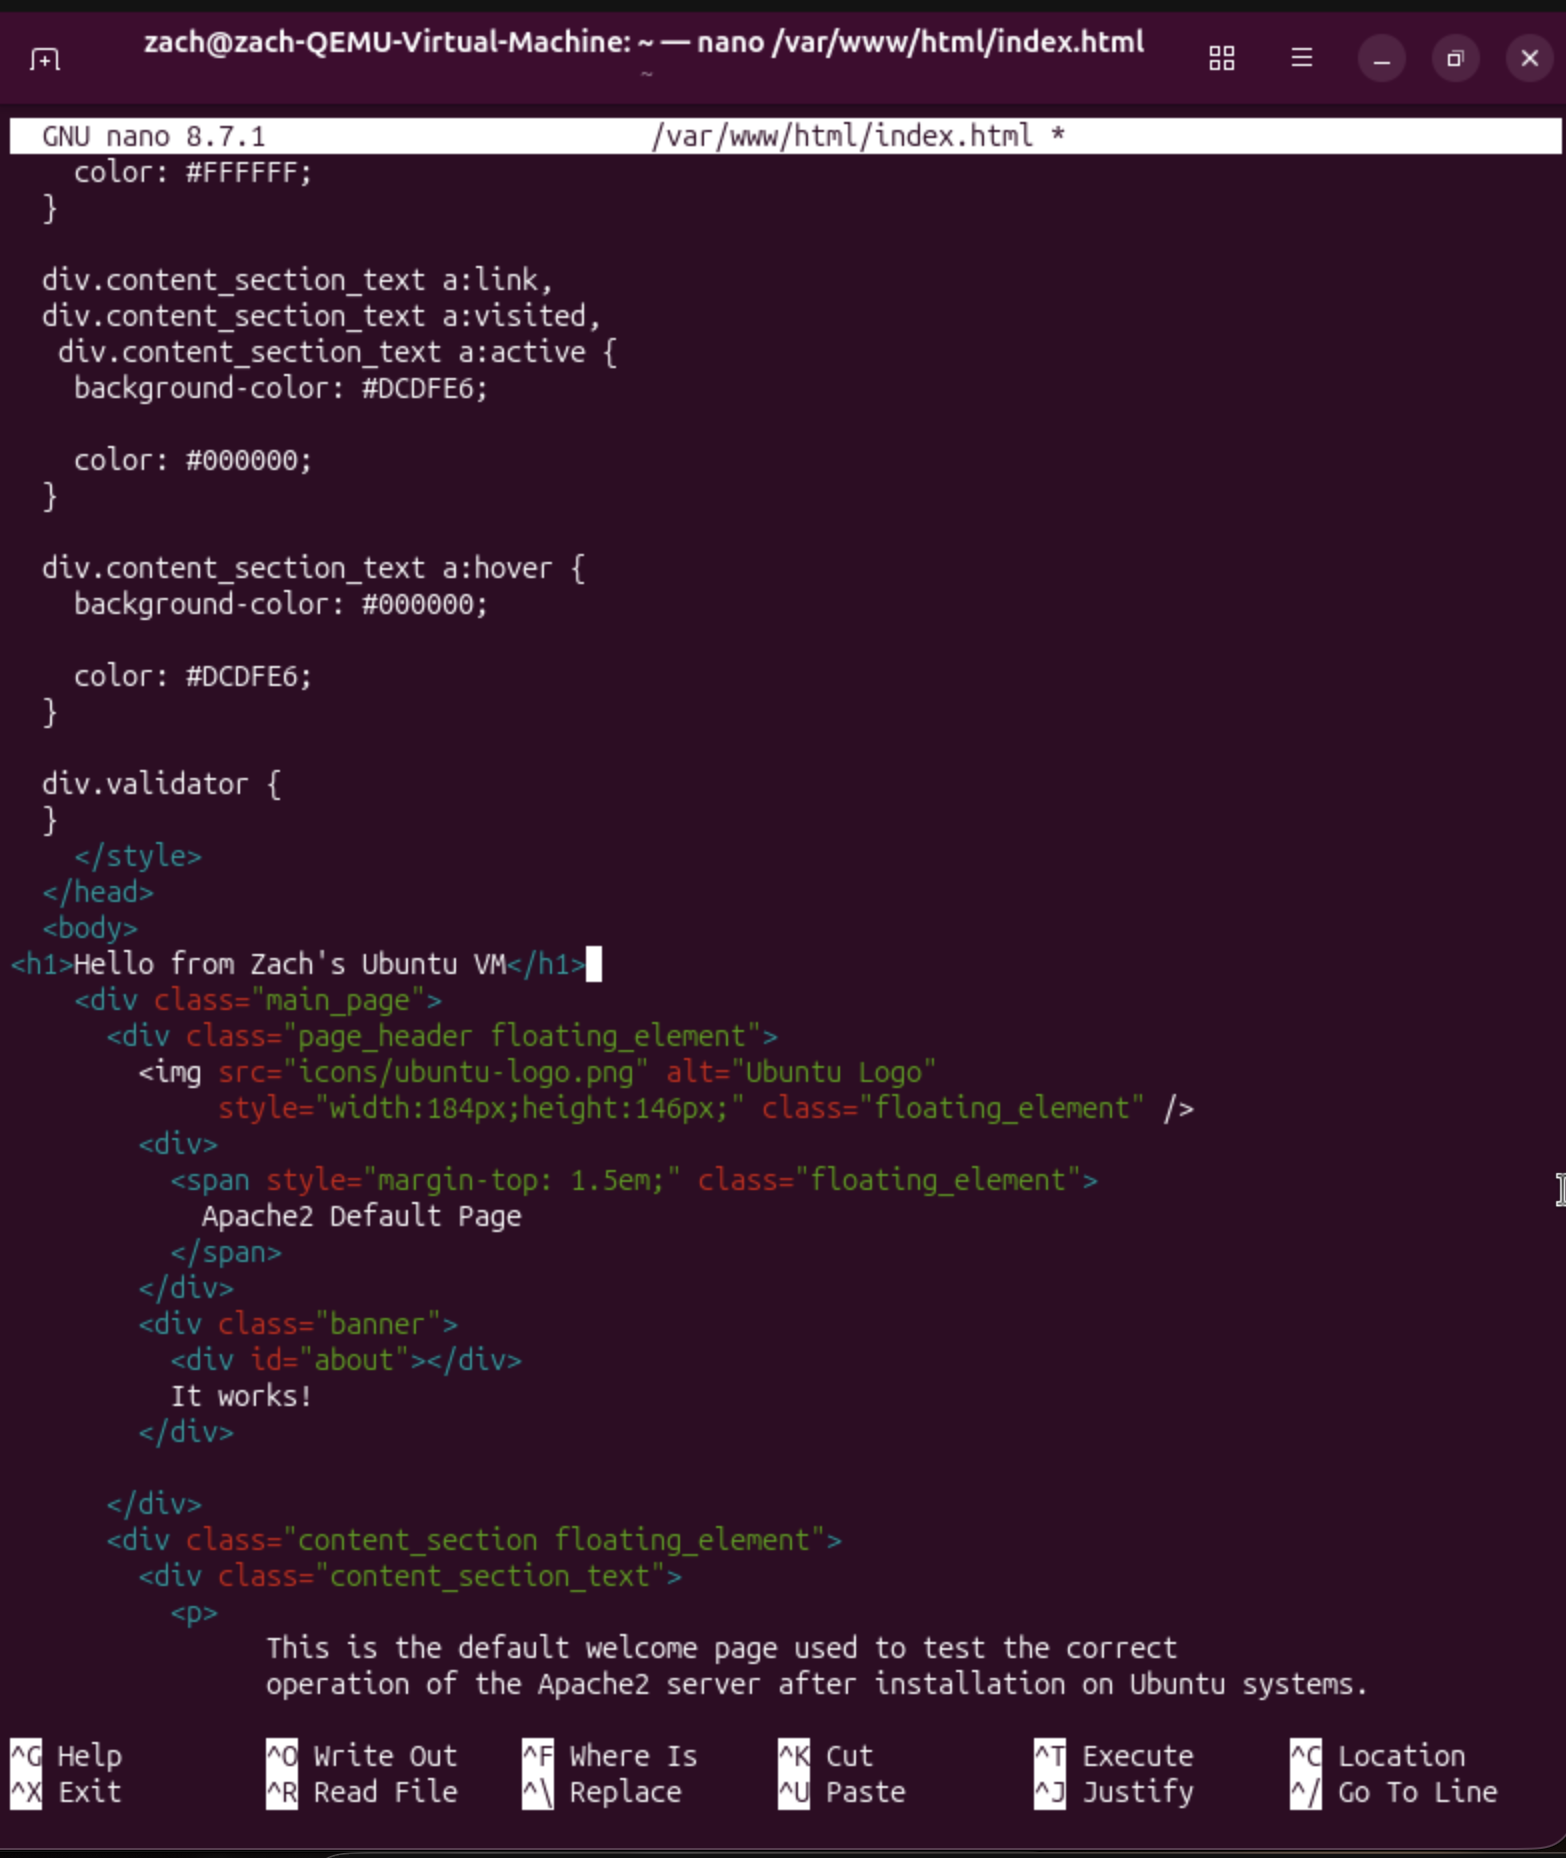 zach@zach-QEMU-Virtual-Machine: ~ — nano /var/www/html/index.html
~
GNU nano 8.7.1 /var/www/html/index.html *
color: #FFFFFF;
}
div.content_section_text a:link,
div.content_section_text a:visited,
div.content_section_text a:active {
background-color: #DCDFE6;
color: #000000;
}
div.content_section_text a:hover {
background-color: #000000;
color: #DCDFE6;
}
div.validator {
}
</style>
</head>
<body>
<h1>Hello from Zach's Ubuntu VM</h1>
<div class="main_page">
<div class="page_header floating_element">
<img src="icons/ubuntu-logo.png" alt="Ubuntu Logo"
style="width:184px;height:146px;" class="floating_element" />
<div>
<span style="margin-top: 1.5em;" class="floating_element">
Apache2 Default Page
</span>
</div>
<div class="banner">
<div id="about"></div>
It works!
</div>
</div>
<div class="content_section floating_element">
<div class="content_section_text">
<p>
This is the default welcome page used to test the correct
operation of the Apache2 server after installation on Ubuntu systems.
^G Help ^O Write Out ^F Where Is ^K Cut ^T Execute ^C Location
^X Exit ^R Read File ^\ Replace ^U Paste ^J Justify ^/ Go To Line